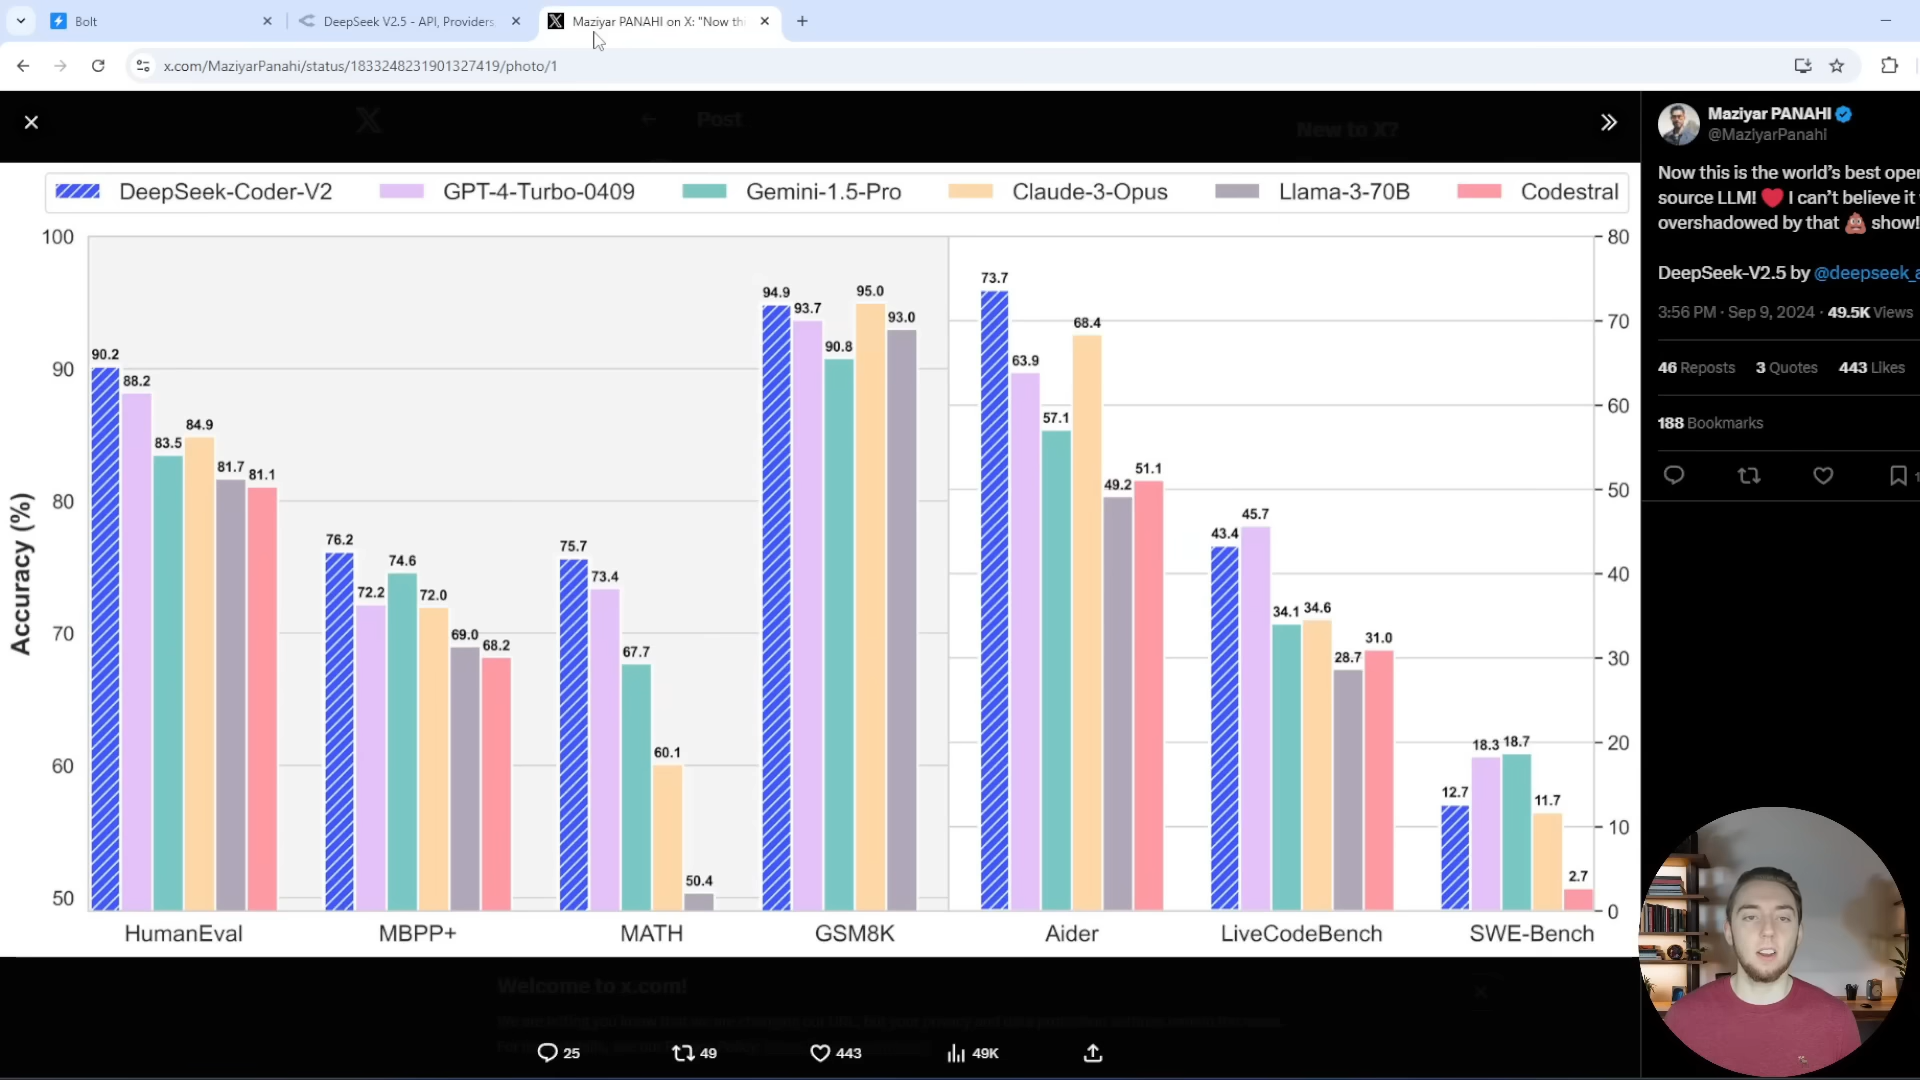 Bolt
DeepSeek V2.5 - API, Providers,
Maziyar PANAHI on X: "Now thi
x.com/MaziyarPanahi/status/1833248231901327419/photo/1
Post
New to X?
DeepSeek-Coder-V2
GPT-4-Turbo-0409
Gemini-1.5-Pro
Claude-3-Opus
Llama-3-70B
Codestral
100
90
80
70
60
50
Accuracy (%)
90.2
88.2
83.5
84.9
81.7
81.1
HumanEval
76.2
72.2
74.6
72.0
69.0
68.2
MBPP+
75.7
73.4
67.7
60.1
50.4
MATH
94.9
93.7
90.8
95.0
93.0
GSM8K
73.7
63.9
57.1
68.4
49.2
51.1
Aider
43.4
45.7
34.1
34.6
28.7
31.0
LiveCodeBench
12.7
18.3
18.7
11.7
2.7
SWE-Bench
80
70
60
50
40
30
20
10
0
Welcome to x.com!
25
49
443
49K
Maziyar PANAHI
@MaziyarPanahi
Now this is the world's best oper
source LLM! ❤️ I can't believe it
overshadowed by that 💩 show!
DeepSeek-V2.5 by @deepseek_a
3:56 PM · Sep 9, 2024 · 49.5K Views
46 Reposts 3 Quotes 443 Likes
188 Bookmarks